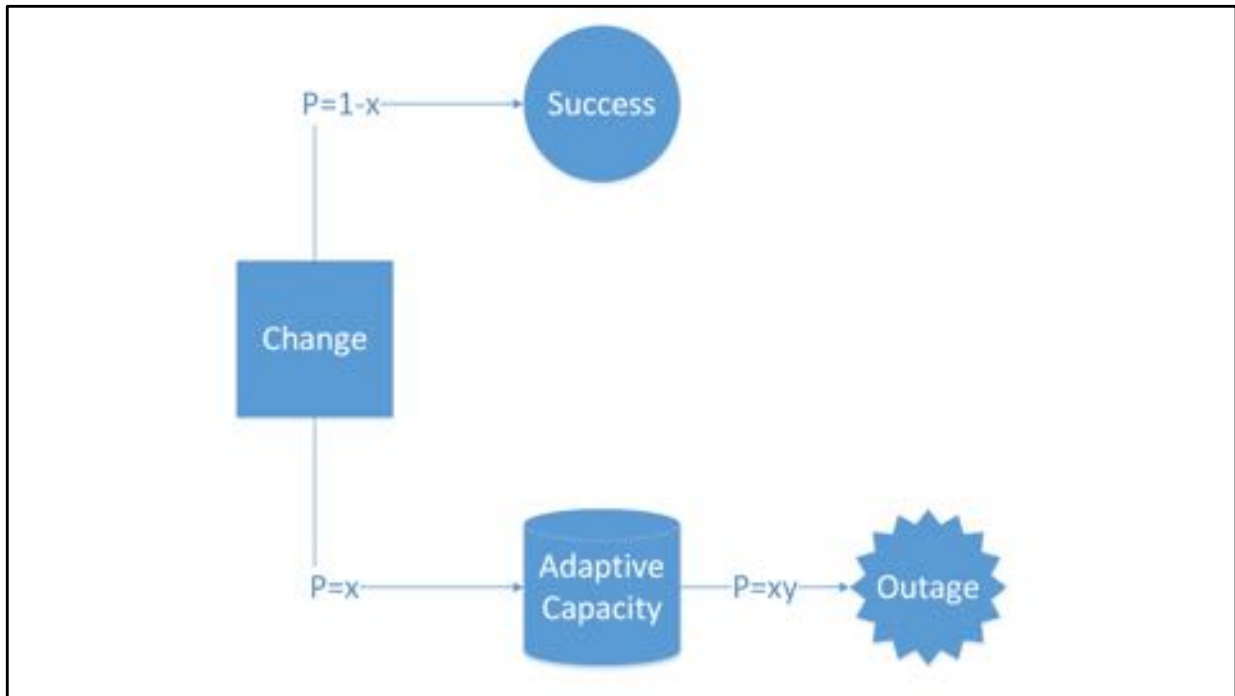 P=1-x
Success
Change
P=x
Adaptive
Capacity
P=xy
Outage